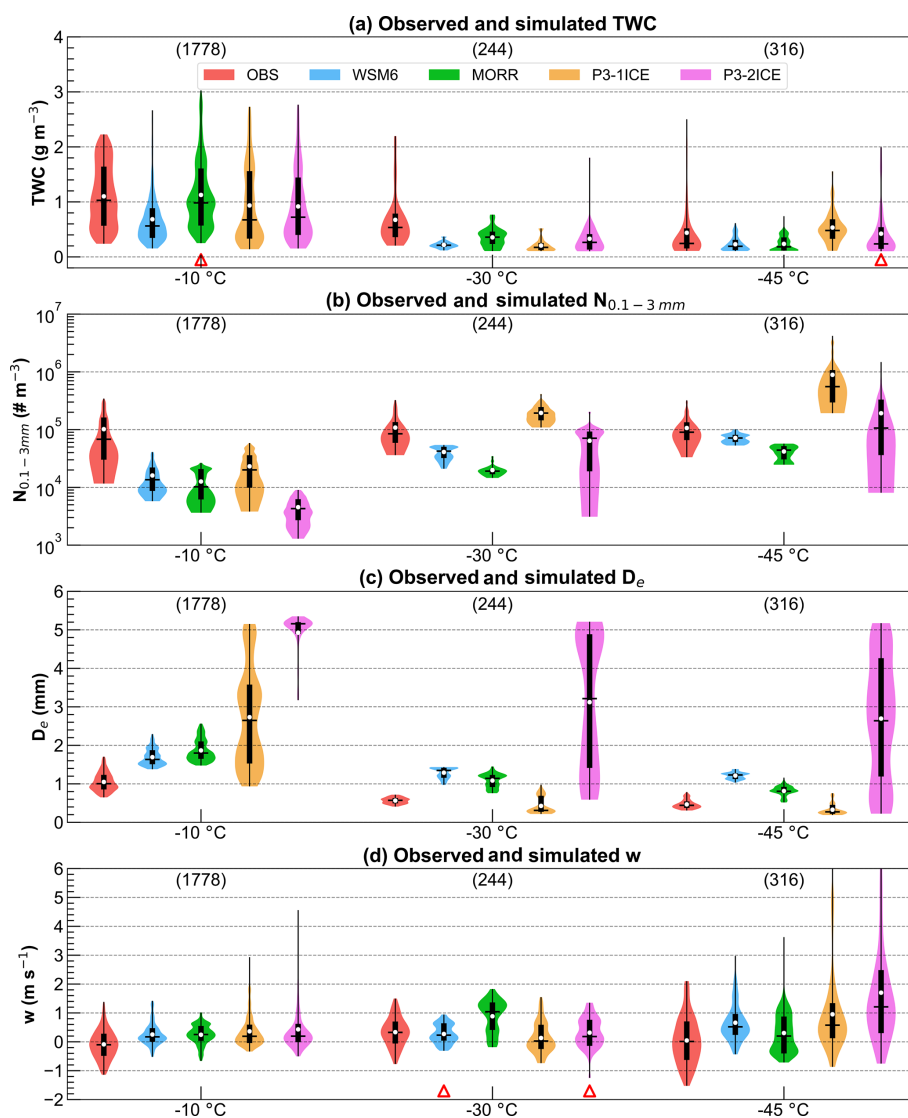 (a) Observed and simulated TWC
4
3
2
1
0
TWC (g m⁻³)
(1778) (244) (316)
OBS WSM6 MORR P3-1ICE P3-2ICE
-10 °C -30 °C -45 °C
(b) Observed and simulated N₀.₁₋₃ mm
10⁷
10⁶
10⁵
10⁴
10³
N₀.₁₋₃mm (# m⁻³)
(1778) (244) (316)
-10 °C -30 °C -45 °C
(c) Observed and simulated Dₑ
6
5
4
3
2
1
0
Dₑ (mm)
(1778) (244) (316)
-10 °C -30 °C -45 °C
(d) Observed and simulated w
6
5
4
3
2
1
0
−1
−2
w (m s⁻¹)
(1778) (244) (316)
-10 °C -30 °C -45 °C